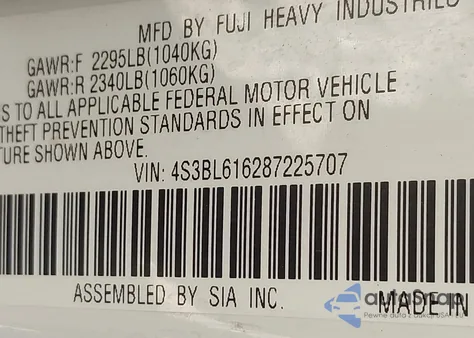 MFD BY FUJI HEAVY INDUSTRIES
GAWR:F 2295LB(1040KG)
GAWR:R 2340LB(1060KG)
S TO ALL APPLICABLE FEDERAL MOTOR VEHICLE
THEFT PREVENTION STANDARDS IN EFFECT ON
TURE SHOWN ABOVE.
VIN: 4S3BL616287225707
ASSEMBLED BY SIA INC.
MADE IN
autoSnap